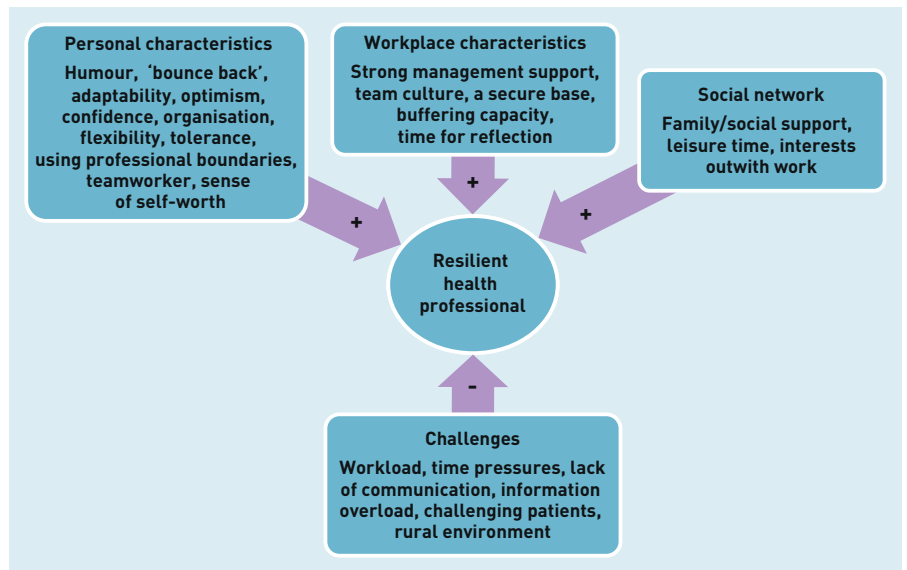 Personal characteristics
Humour, ‘bounce back’,
adaptability, optimism,
confidence, organisation,
flexibility, tolerance,
using professional boundaries,
teamworker, sense
of self-worth
+
Workplace characteristics
Strong management support,
team culture, a secure base,
buffering capacity,
time for reflection
+
Social network
Family/social support,
leisure time, interests
outwith work
+
Resilient
health
professional
-
Challenges
Workload, time pressures, lack
of communication, information
overload, challenging patients,
rural environment